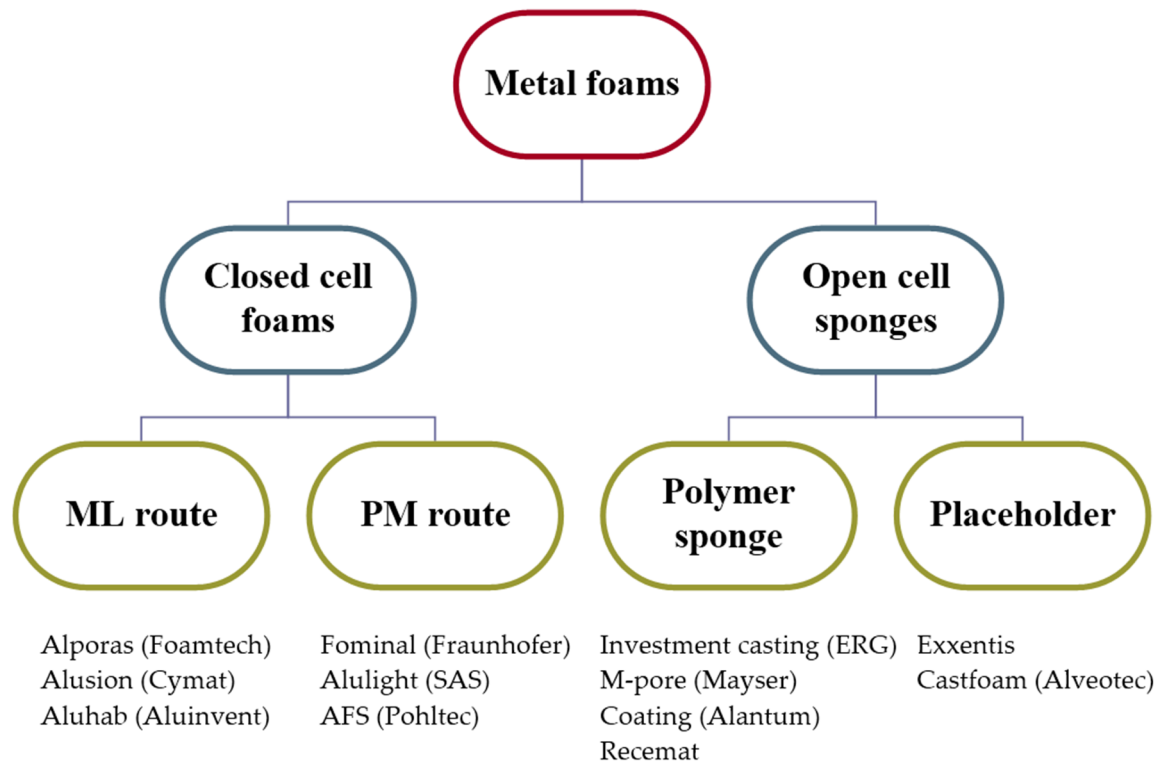 Metal foams
Closed cell
foams
Open cell
sponges
ML route
PM route
Polymer
sponge
Placeholder
Alporas (Foamtech)
Alusion (Cymat)
Aluhab (Aluinvent)
Fominal (Fraunhofer)
Alulight (SAS)
AFS (Pohltec)
Investment casting (ERG)
M-pore (Mayser)
Coating (Alantum)
Recemat
Exxentis
Castfoam (Alveotec)